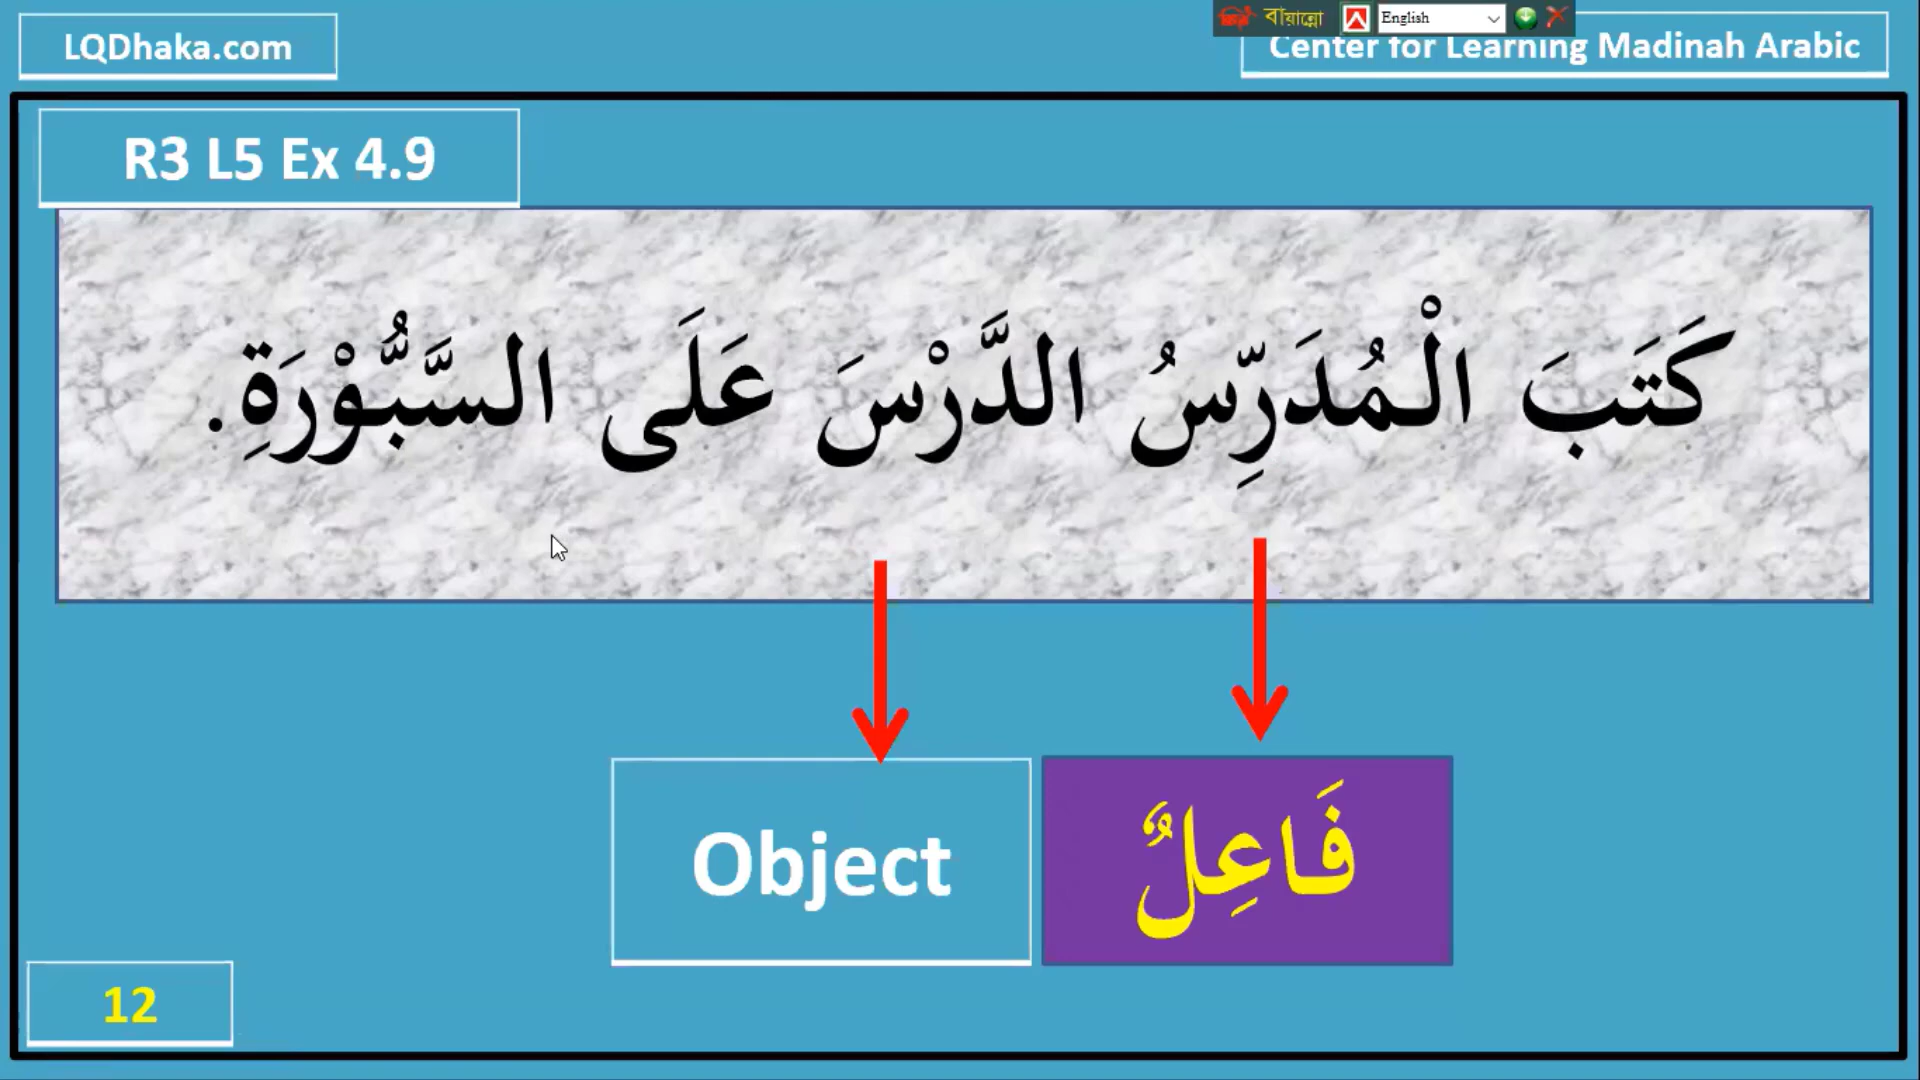 বায়ান্নো
English
LQDhaka.com
Center for Learning Madinah Arabic
R3 L5 Ex 4.9
كَتَبَ الْمُدَرِّسُ الدَّرْسَ عَلَى السَّبُّوْرَةِ.
Object
فَاعِلٌ
12